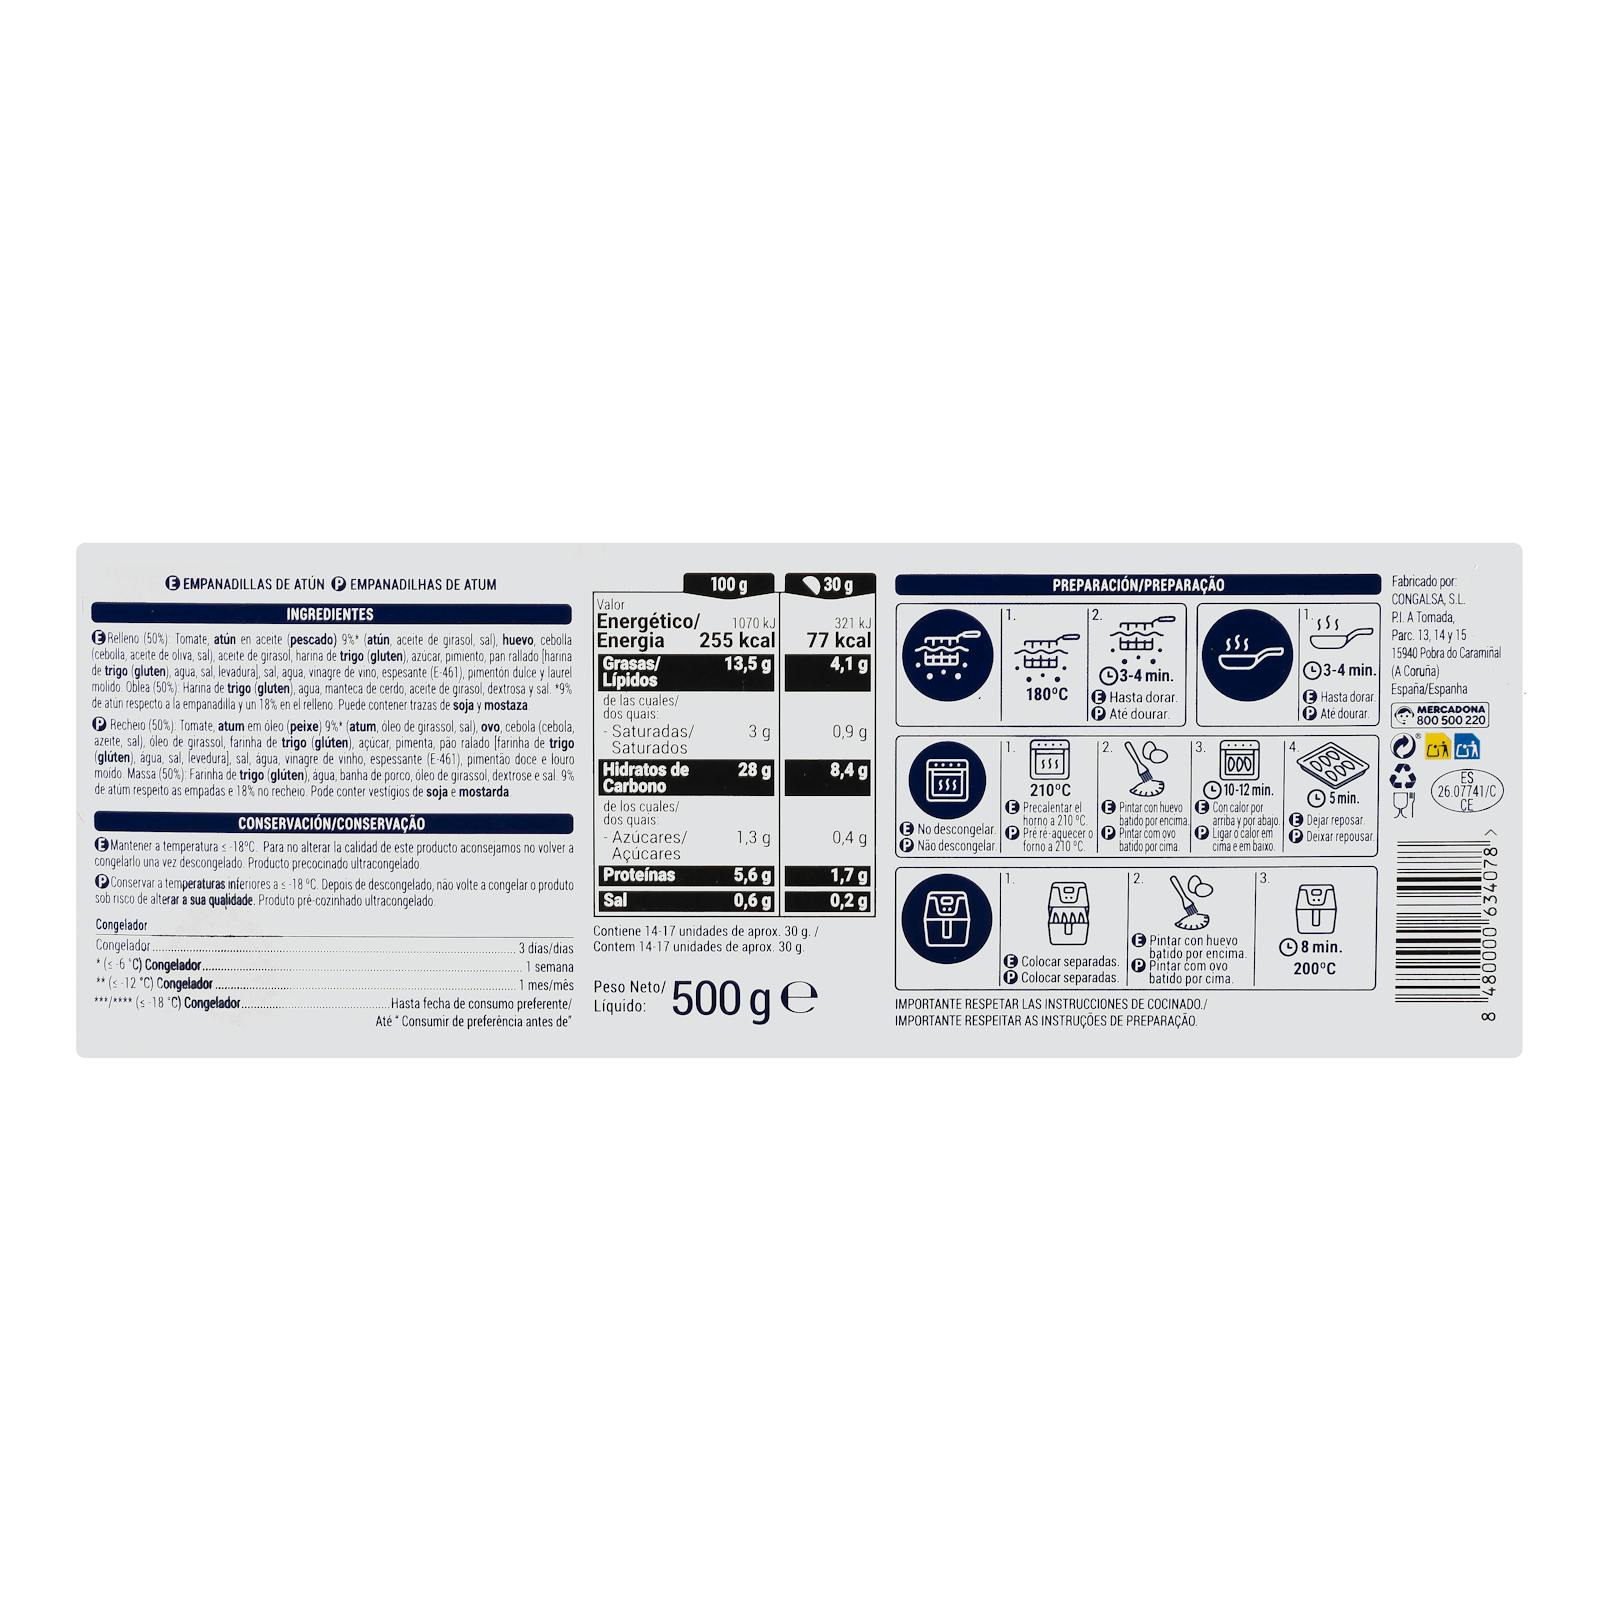 E EMPANADILLAS DE ATÚN P EMPANADILHAS DE ATUM
INGREDIENTES
E Relleno (50%): Tomate, atún en aceite (pescado) 9%* (atún, aceite de girasol, sal), huevo, cebolla
(cebolla, aceite de oliva, sal), aceite de girasol, harina de trigo (gluten), azúcar, pimiento, pan rallado [harina
de trigo (gluten), agua, sal, levadura], sal, agua, vinagre de vino, espesante (E-461), pimentón dulce y laurel
molido. Oblea (50%): Harina de trigo (gluten), agua, manteca de cerdo, aceite de girasol, dextrosa y sal. *9%
de atún respecto a la empanadilla y un 18% en el relleno. Puede contener trazas de soja y mostaza.
P Recheio (50%): Tomate, atum em óleo (peixe) 9%* (atum, óleo de girassol, sal), ovo, cebola (cebola,
azeite, sal), óleo de girassol, farinha de trigo (glúten), açúcar, pimenta, pão ralado [farinha de trigo
(glúten), água, sal, levedura], sal, água, vinagre de vinho, espessante (E-461), pimentão doce e louro
moído. Massa (50%): Farinha de trigo (glúten), água, banha de porco, óleo de girassol, dextrose e sal. 9%
de atúm respeito as empadas e 18% no recheio. Pode conter vestígios de soja e mostarda.
CONSERVACIÓN/CONSERVAÇÃO
E Mantener a temperatura ≤ -18ºC. Para no alterar la calidad de este producto aconsejamos no volver a
congelarlo una vez descongelado. Producto precocinado ultracongelado.
P Conservar a temperaturas inferiores a ≤ -18 ºC. Depois de descongelado, não volte a congelar o produto
sob risco de alterar a sua qualidade. Produto pré-cozinhado ultracongelado.
Congelador
Congelador ........ 3 días/dias
* (≤ -6 °C) Congelador ........ 1 semana
** (≤ -12 °C) Congelador ........ 1 mes/mês
***/**** (≤ -18 °C) Congelador ........ Hasta fecha de consumo preferente/
Até " Consumir de preferência antes de"
100 g 30 g
Valor
Energético/ 1070 kJ 321 kJ
Energia 255 kcal 77 kcal
Grasas/ 13,5 g 4,1 g
Lípidos
de las cuales/
dos quais:
- Saturadas/ 3 g 0,9 g
Saturados
Hidratos de 28 g 8,4 g
Carbono
de los cuales/
dos quais:
- Azúcares/ 1,3 g 0,4 g
Açúcares
Proteínas 5,6 g 1,7 g
Sal 0,6 g 0,2 g
Contiene 14-17 unidades de aprox. 30 g. /
Contem 14-17 unidades de aprox. 30 g.
Peso Neto/
Líquido: 500 g e
PREPARACIÓN/PREPARAÇÃO
1.
180ºC
2.
3-4 min.
E Hasta dorar.
P Até dourar.
1.
3-4 min.
E Hasta dorar.
P Até dourar.
E No descongelar.
P Não descongelar.
1.
210ºC
E Precalentar el
horno a 210 ºC.
P Pré ré-aquecer o
forno a 210 ºC.
2.
E Pintar con huevo
batido por encima.
P Pintar com ovo
batido por cima.
3.
10-12 min.
E Con calor por
arriba y por abajo.
P Ligar o calor em
cima e em baixo.
4.
5 min.
E Dejar reposar.
P Deixar repousar.
1.
E Colocar separadas.
P Colocar separadas.
2.
E Pintar con huevo
batido por encima.
P Pintar com ovo
batido por cima.
3.
8 min.
200ºC
IMPORTANTE RESPETAR LAS INSTRUCCIONES DE COCINADO./
IMPORTANTE RESPEITAR AS INSTRUÇÕES DE PREPARAÇÃO.
Fabricado por:
CONGALSA, S.L.
P.I. A Tomada,
Parc. 13, 14 y 15
15940 Pobra do Caramiñal
(A Coruña)
España/Espanha
MERCADONA
800 500 220
ES
26.07741/C
CE
8 480000 634078 >